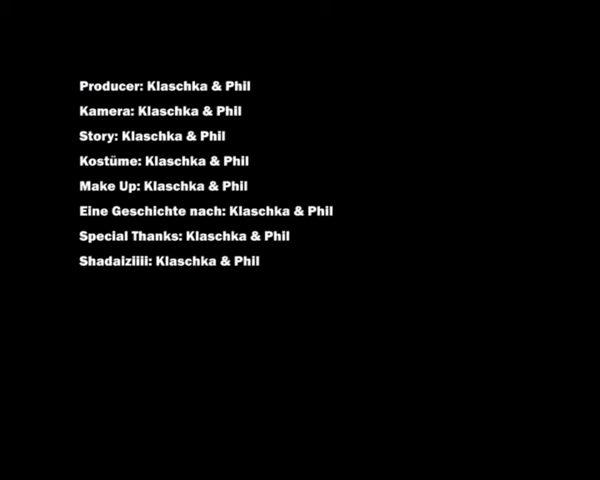 Producer: Klaschka & Phil
Kamera: Klaschka & Phil
Story: Klaschka & Phil
Kostüme: Klaschka & Phil
Make Up: Klaschka & Phil
Eine Geschichte nach: Klaschka & Phil
Special Thanks: Klaschka & Phil
Shadaiziiii: Klaschka & Phil